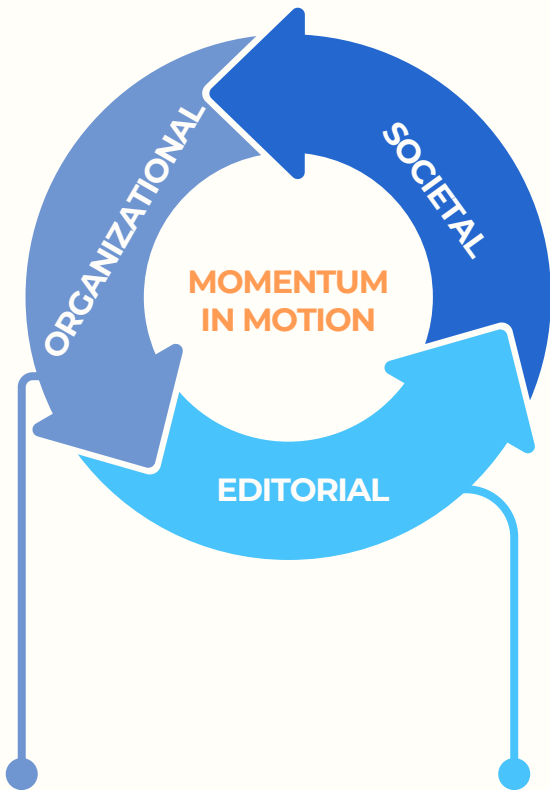 ORGANIZATIONAL
SOCIETAL
MOMENTUM
IN MOTION
EDITORIAL